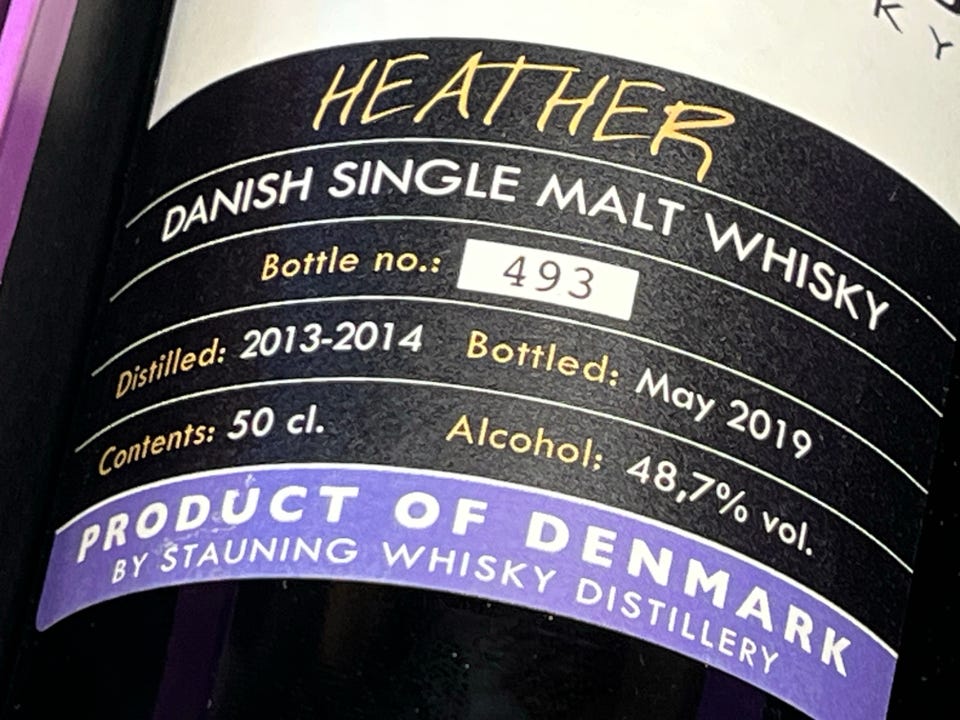 KY
HEATHER
DANISH SINGLE MALT WHISKY
Bottle no.: 493
Distilled: 2013-2014 Bottled: May 2019
Contents: 50 cl. Alcohol: 48,7% vol.
PRODUCT OF DENMARK
BY STAUNING WHISKY DISTILLERY